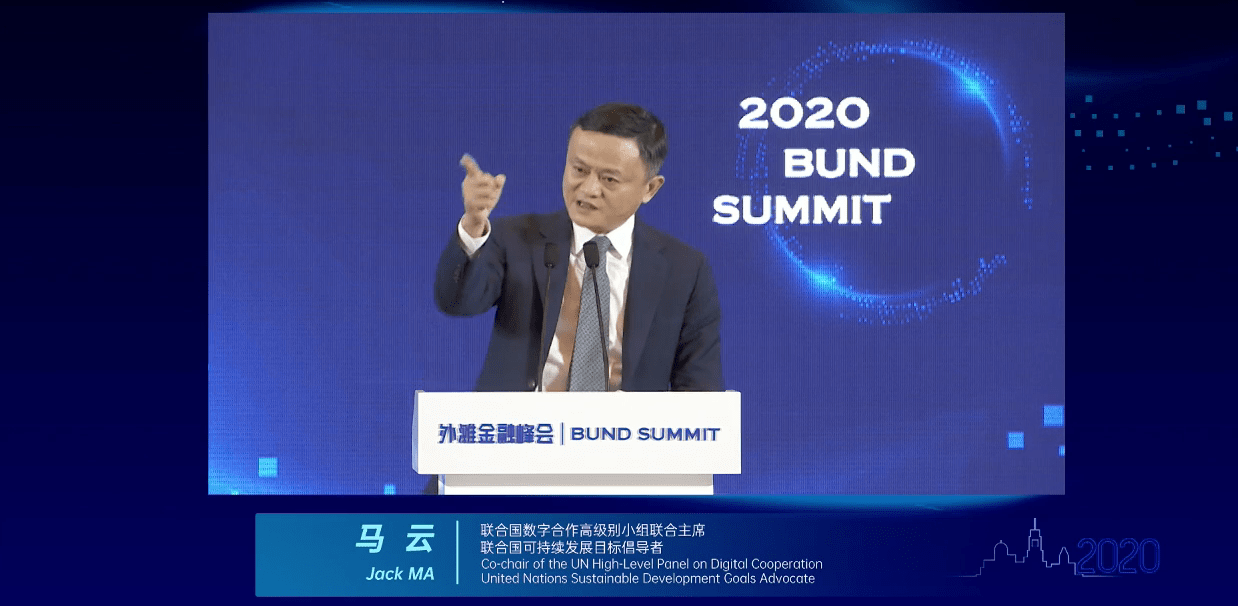 2020
BUND
SUMMIT
外滩金融峰会 | BUND SUMMIT
马云
Jack MA
联合国数字合作高级别小组联合主席
联合国可持续发展目标倡导者
Co-chair of the UN High-Level Panel on Digital Cooperation
United Nations Sustainable Development Goals Advocate
2020